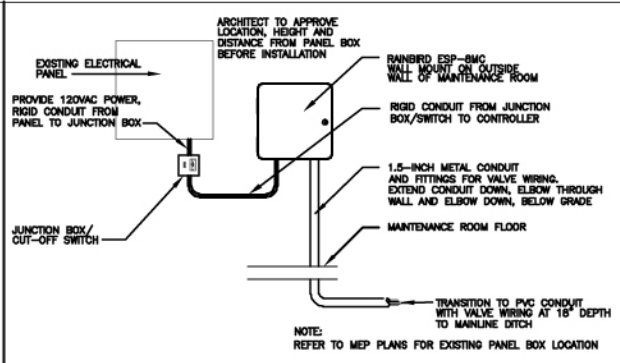 ARCHITECT TO APPROVE
LOCATION, HEIGHT AND
DISTANCE FROM PANEL BOX
BEFORE INSTALLATION
EXISTING ELECTRICAL
PANEL
PROVIDE 120VAC POWER,
RIGID CONDUIT FROM
PANEL TO JUNCTION BOX
JUNCTION BOX/
CUT-OFF SWITCH
RAINBIRD ESP-8MC
WALL MOUNT ON OUTSIDE
WALL OF MAINTENANCE ROOM
RIGID CONDUIT FROM JUNCTION
BOX/SWITCH TO CONTROLLER
1.5-INCH METAL CONDUIT
AND FITTINGS FOR VALVE WIRING.
EXTEND CONDUIT DOWN, ELBOW THROUGH
WALL AND ELBOW DOWN, BELOW GRADE
MAINTENANCE ROOM FLOOR
TRANSITION TO PVC CONDUIT
WITH VALVE WIRING AT 18" DEPTH
TO MAINLINE DITCH
NOTE:
REFER TO MEP PLANS FOR EXISTING PANEL BOX LOCATION